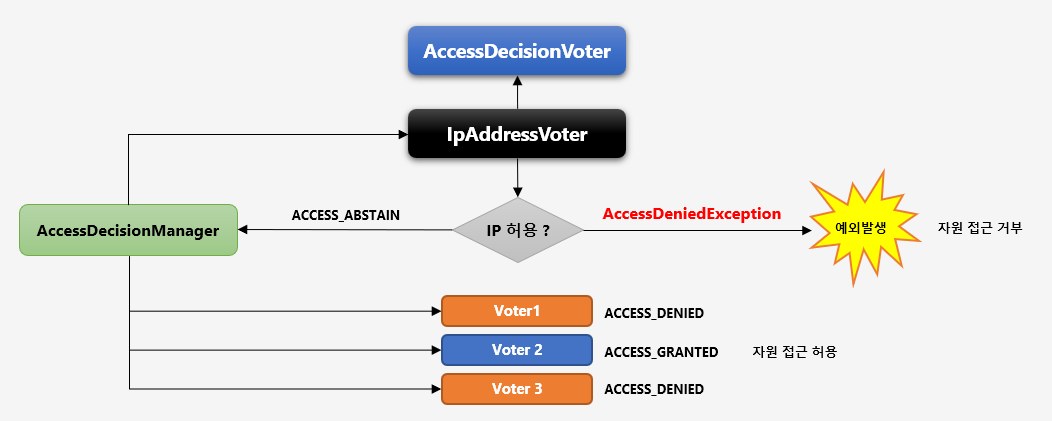 AccessDecisionVoter
IpAddressVoter
ACCESS_ABSTAIN
AccessDeniedException
AccessDecisionManager
IP 허용 ?
예외발생
자원 접근 거부
Voter1
ACCESS_DENIED
Voter 2
ACCESS_GRANTED
자원 접근 허용
Voter 3
ACCESS_DENIED